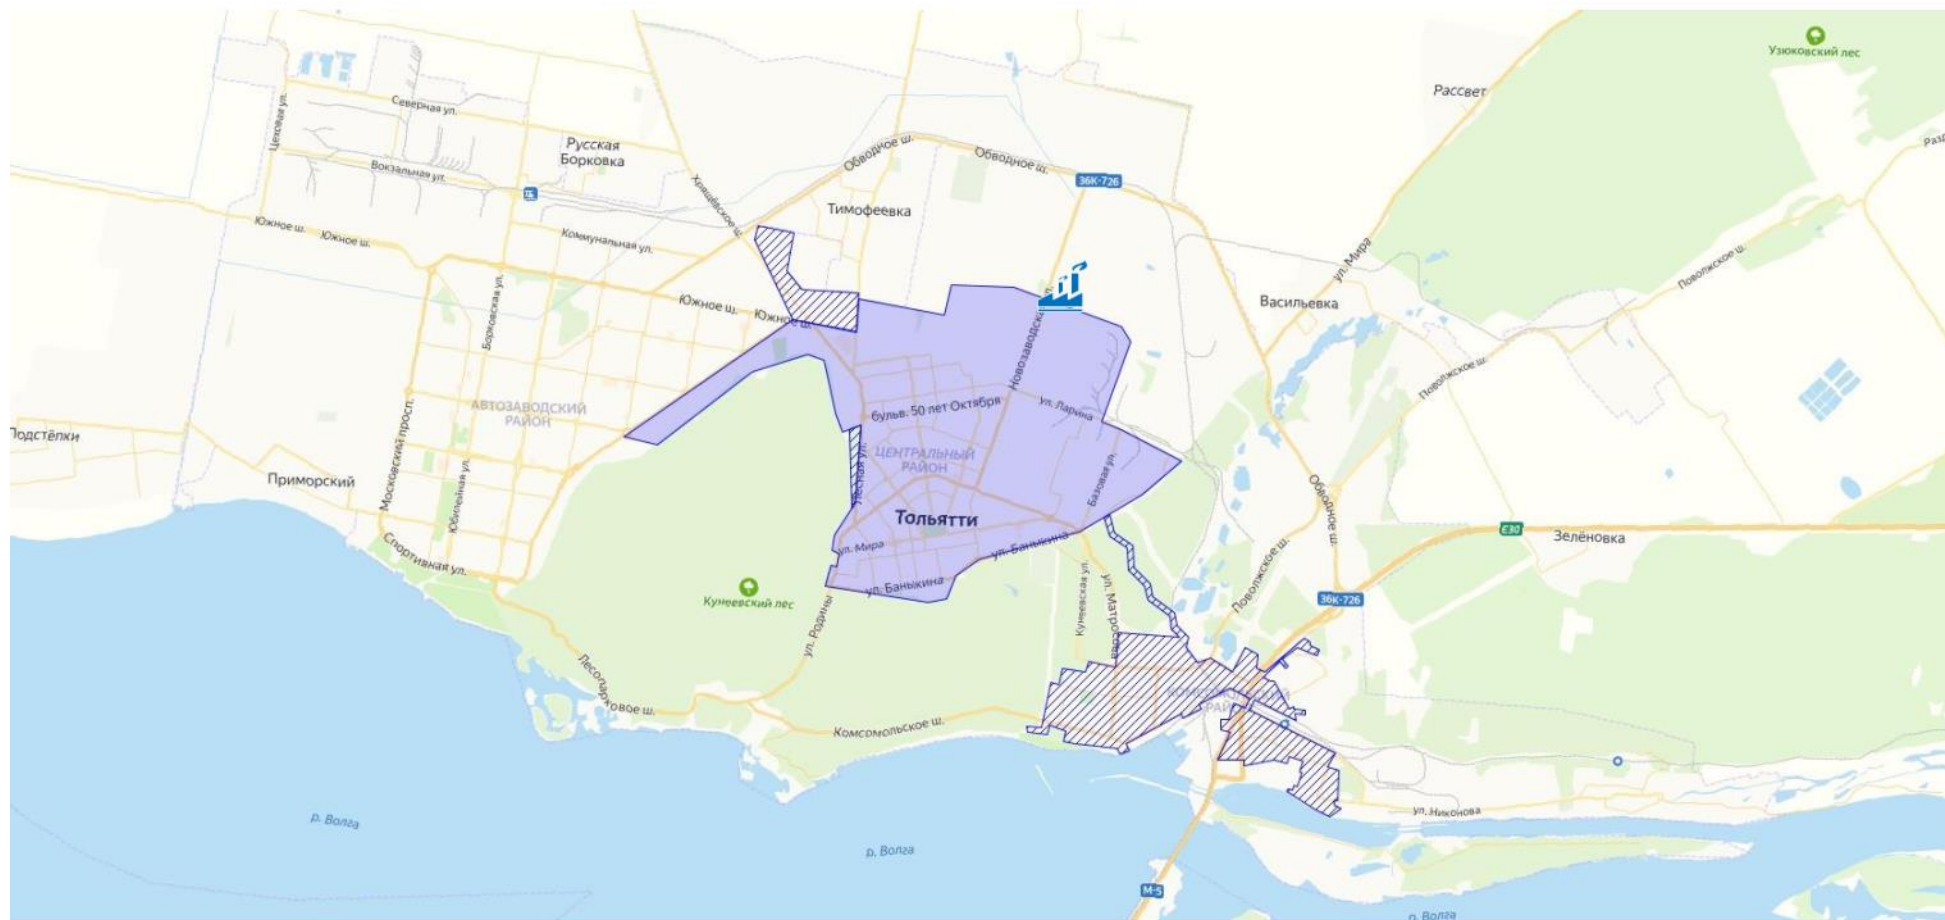 Узюковский лес
Рассвет
Северная ул.
Цеховая ул.
Русская
Борковка
Обводное ш.
Обводное ш.
Вокзальная ул.
36К-726
Хрящёвское ш.
Тимофеевка
Южное ш.
Южное ш.
Коммунальная ул.
ул. Мира
Поволжское ш.
Борковская ул.
Южное ш.
Южное ш.
Васильевка
Поволжское ш.
АВТОЗАВОДСКИЙ
РАЙОН
бульв. 50 лет Октября
ул. Ларина
Подстёпки
Московский просп.
ЦЕНТРАЛЬНЫЙ
РАЙОН
Приморский
Юбилейная ул.
Лесная ул.
Базовая ул.
Обводное ш.
Тольятти
E30
Зелёновка
Спортивная ул.
ул. Мира
ул. Баныкина
ул. Баныкина
Поволжское ш.
Кунеевский лес
Кунеевская ул.
ул. Матросова
36К-726
ул. Родины
Лесопарковое ш.
КОМСОМОЛЬСКИЙ
РАЙОН
Комсомольское ш.
р. Волга
ул. Никонова
р. Волга
М-5
р. Волга